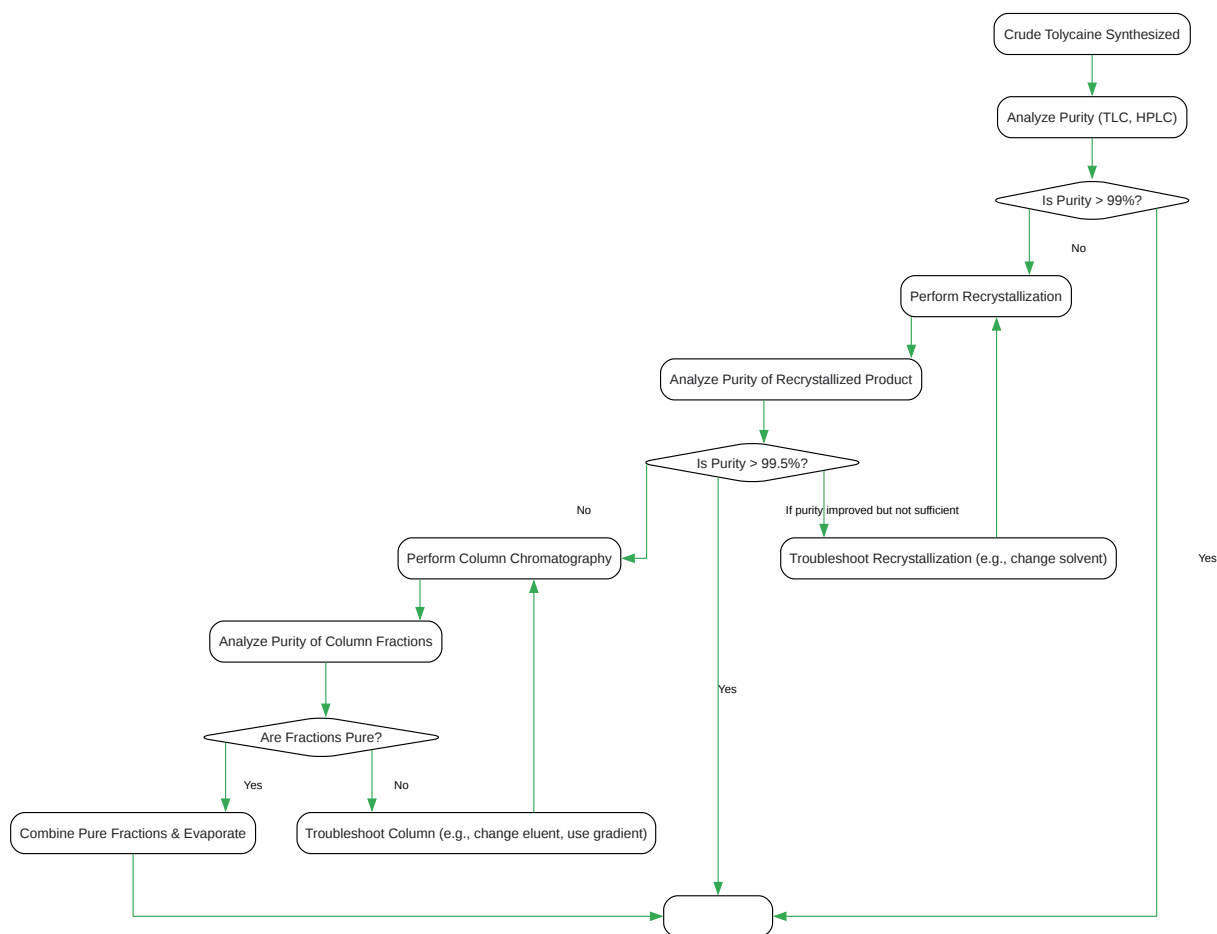 Crude Tolycaine Synthesized
Analyze Purity (TLC, HPLC)
Is Purity > 99%?
No
Perform Recrystallization
Analyze Purity of Recrystallized Product
Is Purity > 99.5%?
No
If purity improved but not sufficient
Perform Column Chromatography
Troubleshoot Recrystallization (e.g., change solvent)
Yes
Analyze Purity of Column Fractions
Yes
Are Fractions Pure?
Yes
No
Combine Pure Fractions & Evaporate
Troubleshoot Column (e.g., change eluent, use gradient)